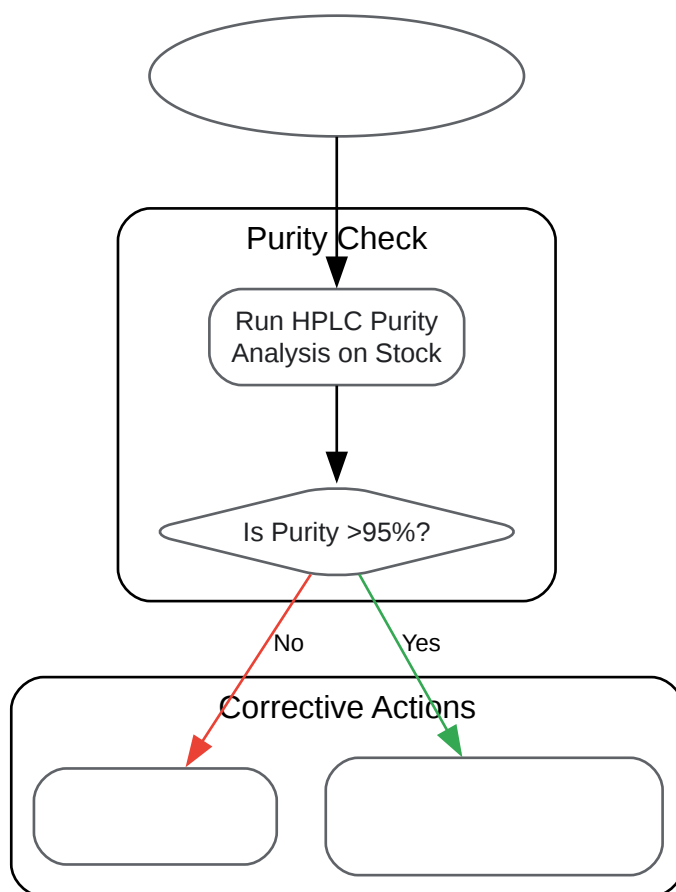 Purity Check
Run HPLC Purity
Analysis on Stock
Is Purity >95%?
No
Yes
Corrective Actions